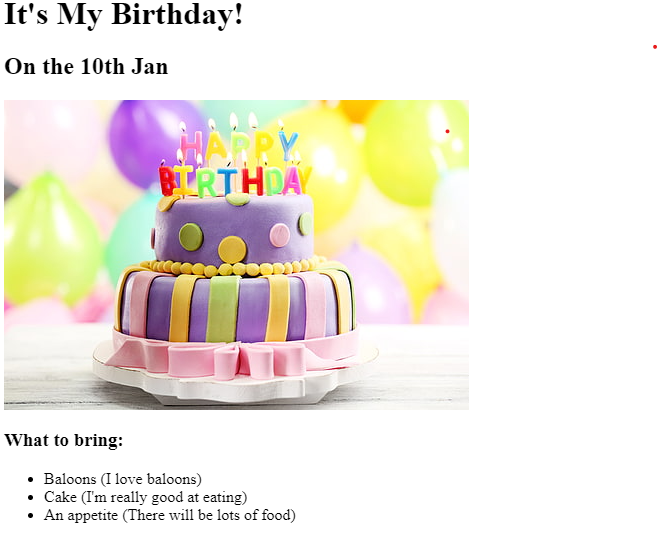 It's My Birthday!
On the 10th Jan
HAPPY
BIRTHDAY
What to bring:
Baloons (I love baloons)
Cake (I'm really good at eating)
An appetite (There will be lots of food)